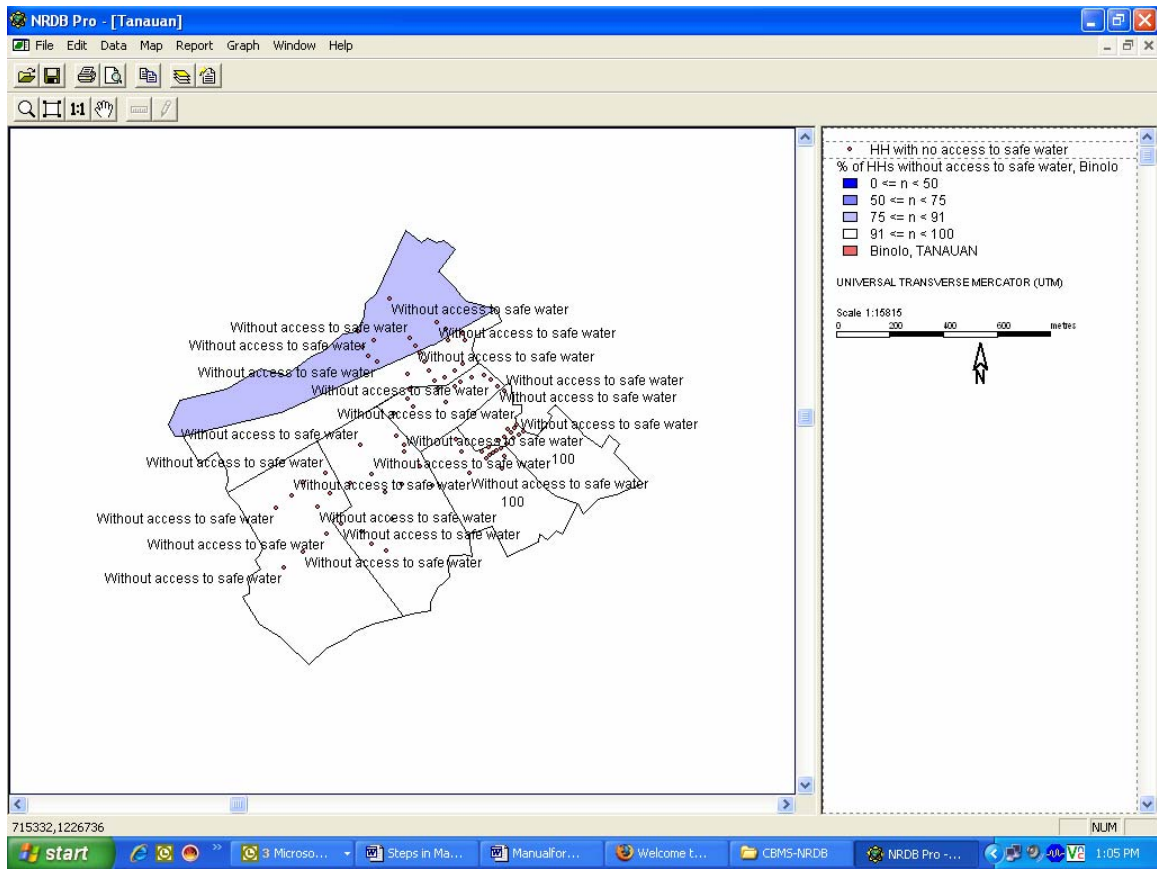 NRDB Pro - [Tanauan]
File Edit Data Map Report Graph Window Help
1:1
Without access to safe water
Without access to safe water
Without access to safe water
Without access to safe water
Without access to safe water
Without access to safe water
Without access to safe water
Without access to safe water
Without access to safe water
Without access to safe water
Without access to safe water
Without access to safe water
Without access to safe water
Without access to safe water
100
Without access to safe water
Without access to safe water
Without access to safe water
Without access to safe water
100
Without access to safe water
Without access to safe water
Without access to safe water
Without access to safe water
Without access to safe water
Without access to safe water
HH with no access to safe water
% of HHs without access to safe water, Binolo
0 <= n < 50
50 <= n < 75
75 <= n < 91
91 <= n < 100
Binolo, TANAUAN
UNIVERSAL TRANSVERSE MERCATOR (UTM)
Scale 1:15815
0 200 400 600 metres
N
715332,1226736
NUM
start
3 Microso...
Steps in Ma...
Manualfor...
Welcome t...
CBMS-NRDB
NRDB Pro -...
1:05 PM